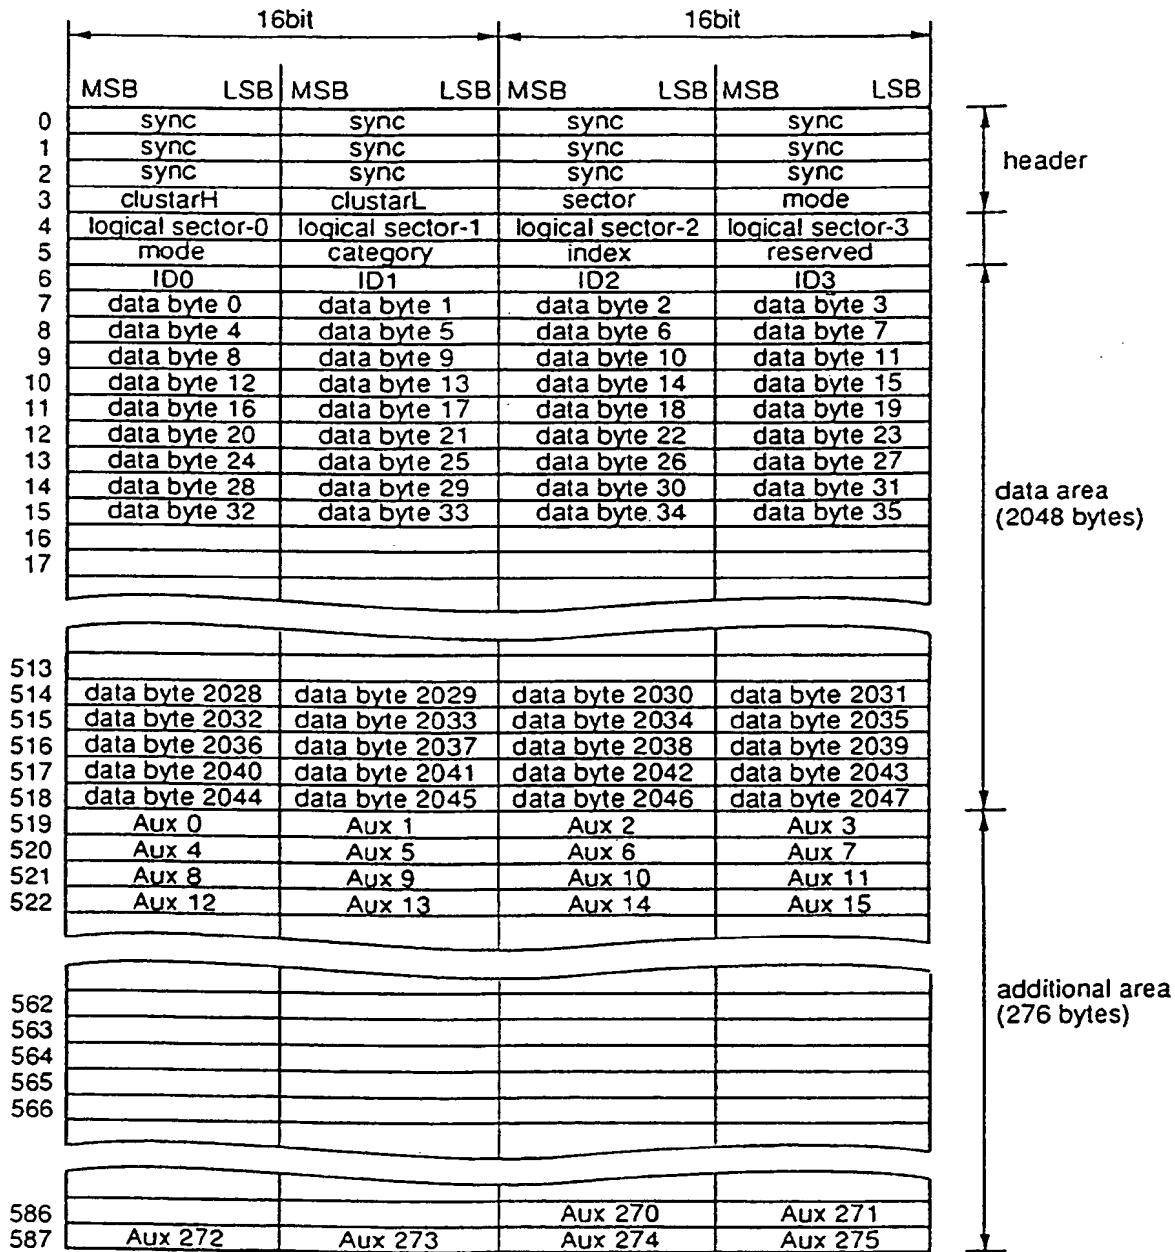 16bit 16bit
MSB LSB MSB LSB MSB LSB MSB LSB
0 sync sync sync sync
1 sync sync sync sync
2 sync sync sync sync
header
3 clustarH clustarL sector mode
4 logical sector-0 logical sector-1 logical sector-2 logical sector-3
5 mode category index reserved
6 ID0 ID1 ID2 ID3
7 data byte 0 data byte 1 data byte 2 data byte 3
8 data byte 4 data byte 5 data byte 6 data byte 7
9 data byte 8 data byte 9 data byte 10 data byte 11
10 data byte 12 data byte 13 data byte 14 data byte 15
11 data byte 16 data byte 17 data byte 18 data byte 19
12 data byte 20 data byte 21 data byte 22 data byte 23
13 data byte 24 data byte 25 data byte 26 data byte 27
14 data byte 28 data byte 29 data byte 30 data byte 31
15 data byte 32 data byte 33 data byte 34 data byte 35
data area
(2048 bytes)
16
17
513
514 data byte 2028 data byte 2029 data byte 2030 data byte 2031
515 data byte 2032 data byte 2033 data byte 2034 data byte 2035
516 data byte 2036 data byte 2037 data byte 2038 data byte 2039
517 data byte 2040 data byte 2041 data byte 2042 data byte 2043
518 data byte 2044 data byte 2045 data byte 2046 data byte 2047
519 Aux 0 Aux 1 Aux 2 Aux 3
520 Aux 4 Aux 5 Aux 6 Aux 7
521 Aux 8 Aux 9 Aux 10 Aux 11
522 Aux 12 Aux 13 Aux 14 Aux 15
562
563
564
565
566
additional area
(276 bytes)
586 Aux 270 Aux 271
587 Aux 272 Aux 273 Aux 274 Aux 275